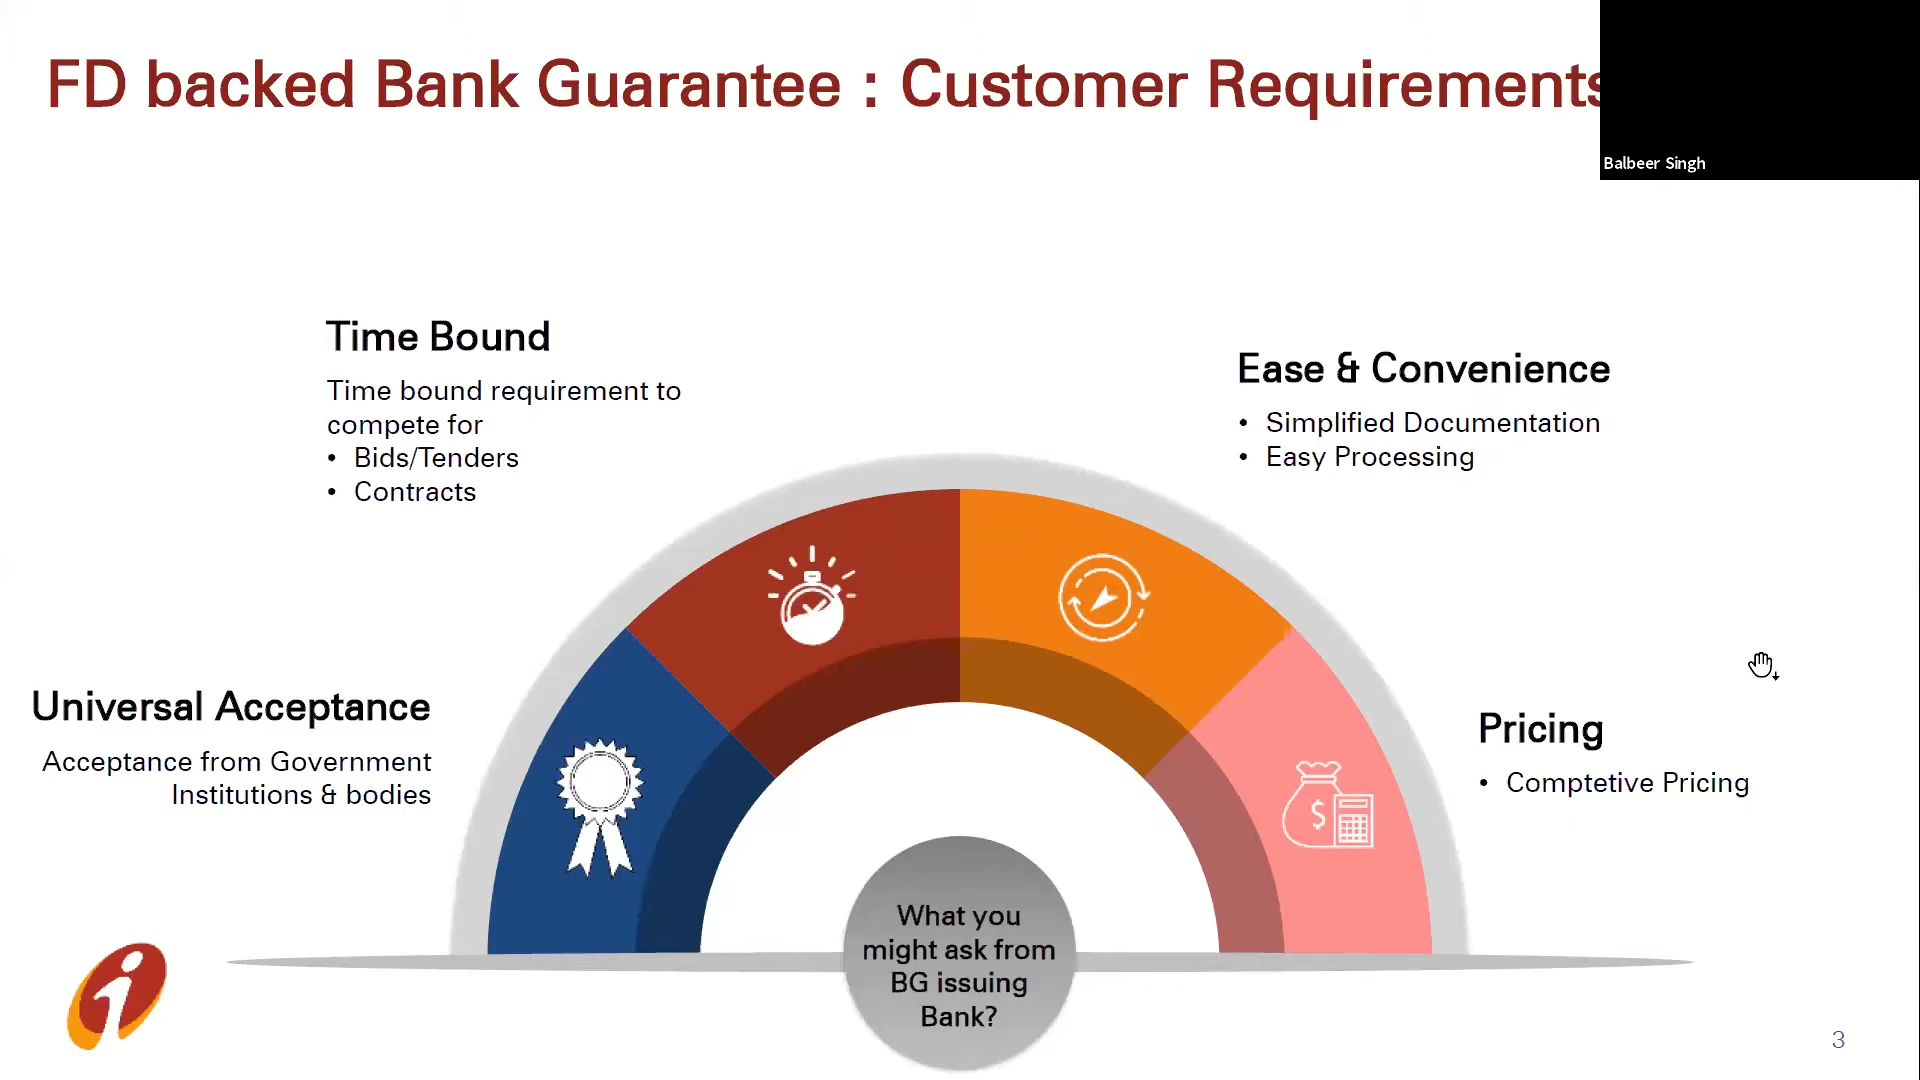 FD backed Bank Guarantee : Customer Requirements
Balbeer Singh
Time Bound
Time bound requirement to
compete for
• Bids/Tenders
• Contracts
Ease & Convenience
• Simplified Documentation
• Easy Processing
Universal Acceptance
Acceptance from Government
Institutions & bodies
Pricing
• Comptetive Pricing
$
What you
might ask from
BG issuing
Bank?
i
3